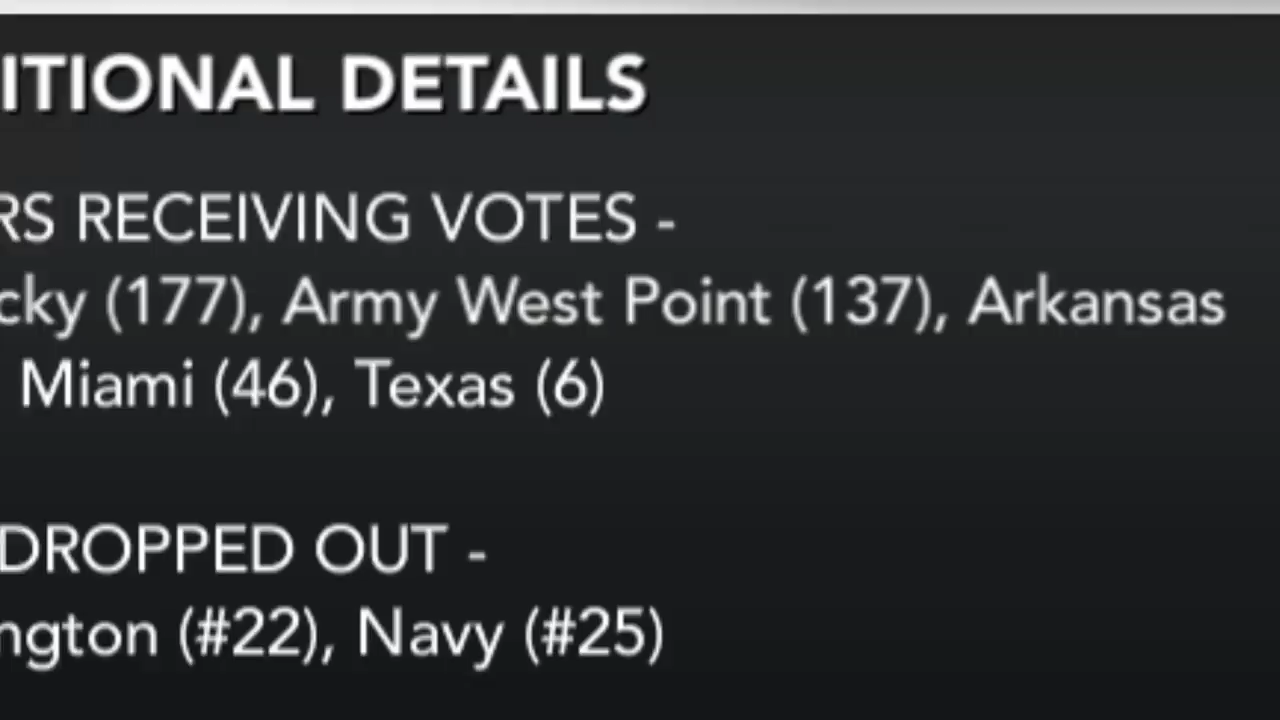 ITIONAL DETAILS
RS RECEIVING VOTES -
cky (177), Army West Point (137), Arkansas
Miami (46), Texas (6)
DROPPED OUT -
ngton (#22), Navy (#25)